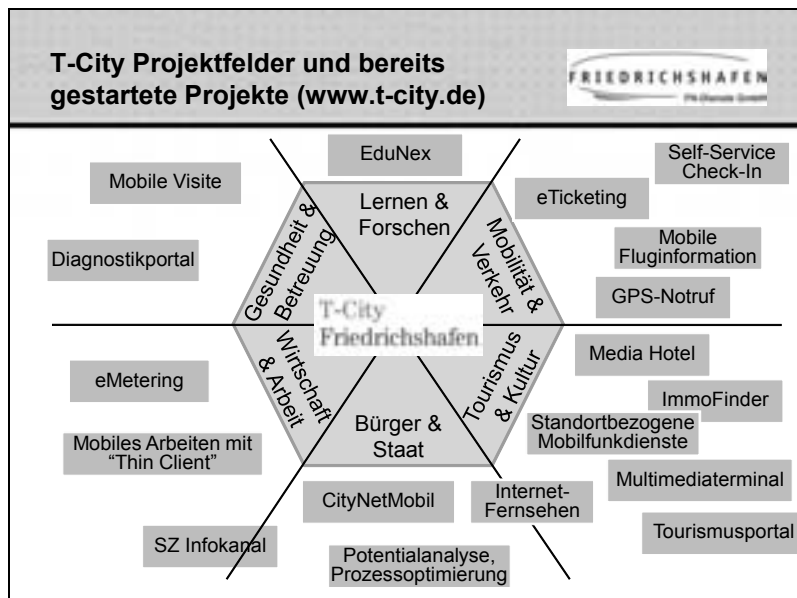 T-City Projektfelder und bereits
gestartete Projekte (www.t-city.de)
FRIEDRICHSHAFEN
EduNex
Self-Service
Check-In
Mobile Visite
eTicketing
Lernen &
Forschen
Gesundheit &
Betreuung
Mobilität &
Verkehr
Mobile
Fluginformation
Diagnostikportal
GPS-Notruf
T-City
Friedrichshafen
Media Hotel
eMetering
Wirtschaft
& Arbeit
Tourismus
& Kultur
ImmoFinder
Standortbezogene
Mobilfunkdienste
Bürger &
Staat
Mobiles Arbeiten mit
“Thin Client”
Multimediaterminal
CityNetMobil
Internet-
Fernsehen
Tourismusportal
SZ Infokanal
Potentialanalyse,
Prozessoptimierung